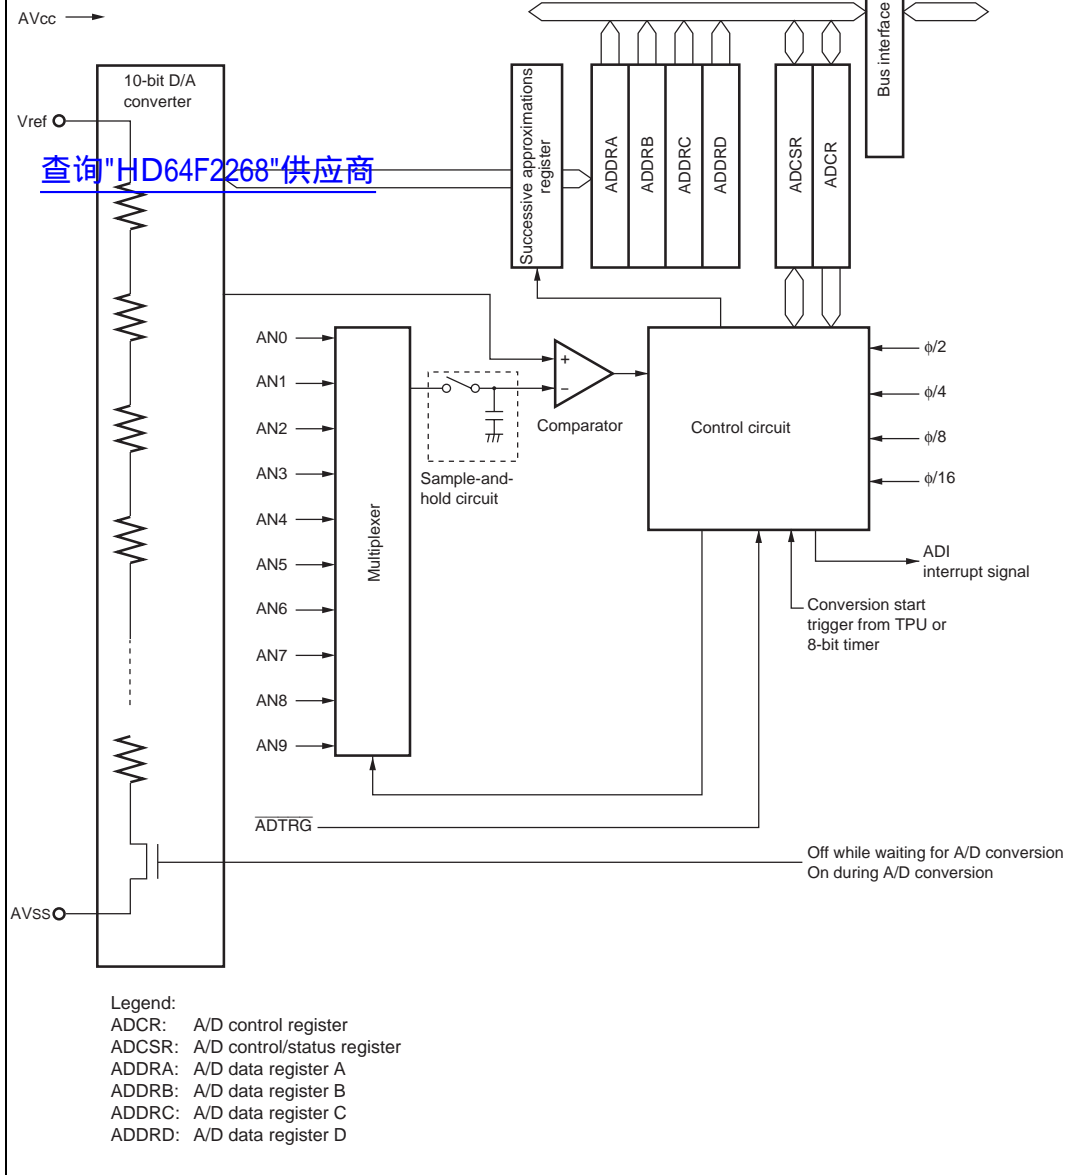 AVcc
Bus interface
10-bit D/A
converter
Vref
查询"HD64F2268"供应商
Successive approximations
register
ADDRA
ADDRB
ADDRC
ADDRD
ADCSR
ADCR
AN0
AN1
AN2
AN3
AN4
AN5
AN6
AN7
AN8
AN9
Multiplexer
Sample-and-
hold circuit
+
−
Comparator
Control circuit
ϕ/2
ϕ/4
ϕ/8
ϕ/16
ADI
interrupt signal
Conversion start
trigger from TPU or
8-bit timer
ADTRG
Off while waiting for A/D conversion
On during A/D conversion
AVSS
Legend:
ADCR: A/D control register
ADCSR: A/D control/status register
ADDRA: A/D data register A
ADDRB: A/D data register B
ADDRC: A/D data register C
ADDRD: A/D data register D